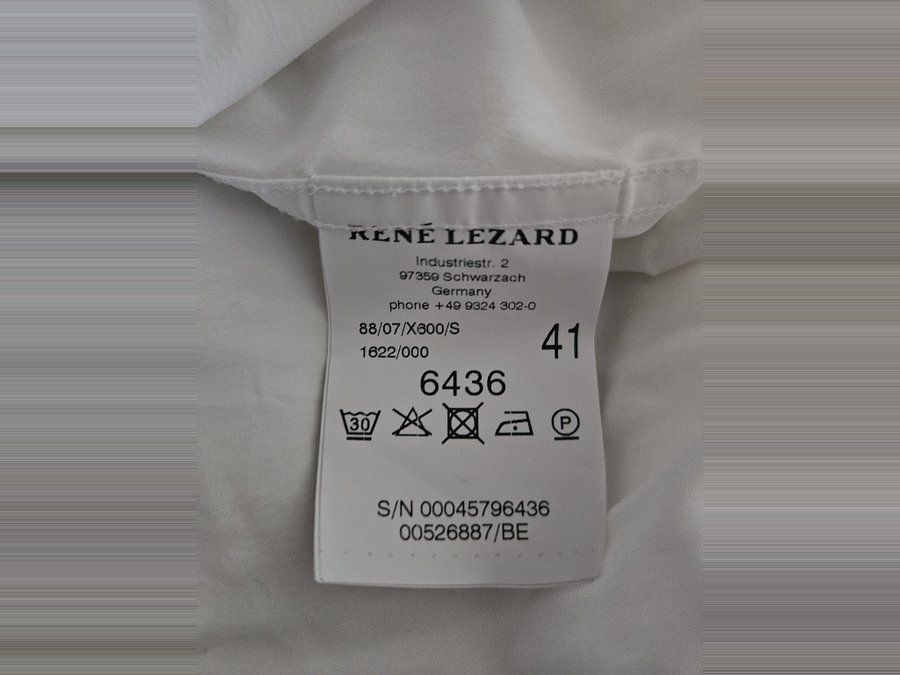 RENÉ LEZARD
Industriestr. 2
97359 Schwarzach
Germany
phone +49 9324 302-0
88/07/X600/S
1622/000
41
6436
30
P
S/N 00045796436
00526887/BE